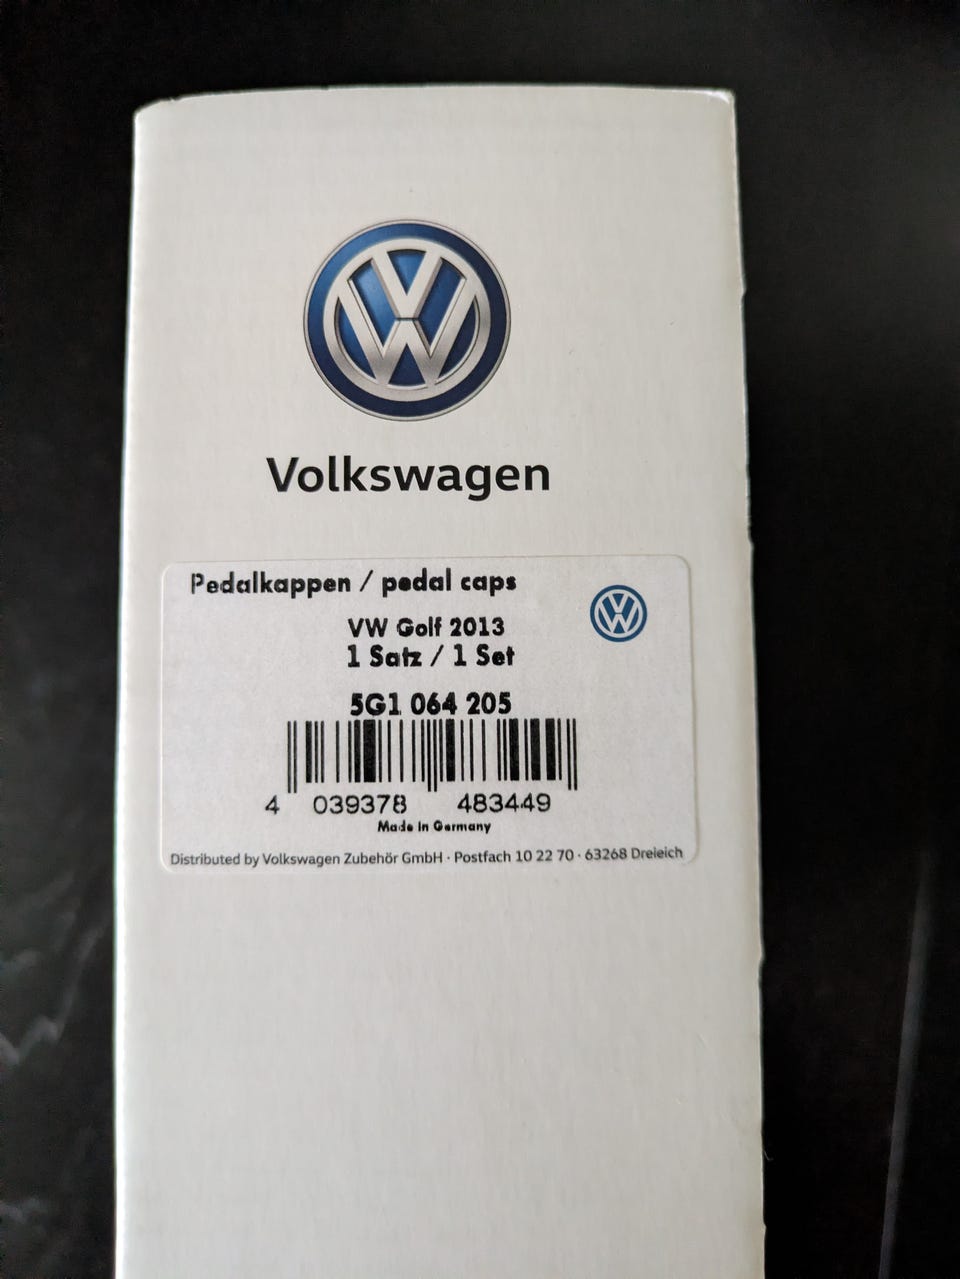 Volkswagen
Pedalkappen / pedal caps
VW Golf 2013
1 Satz / 1 Set
5G1 064 205
4 039378 483449
Made in Germany
Distributed by Volkswagen Zubehör GmbH · Postfach 10 22 70 · 63268 Dreieich